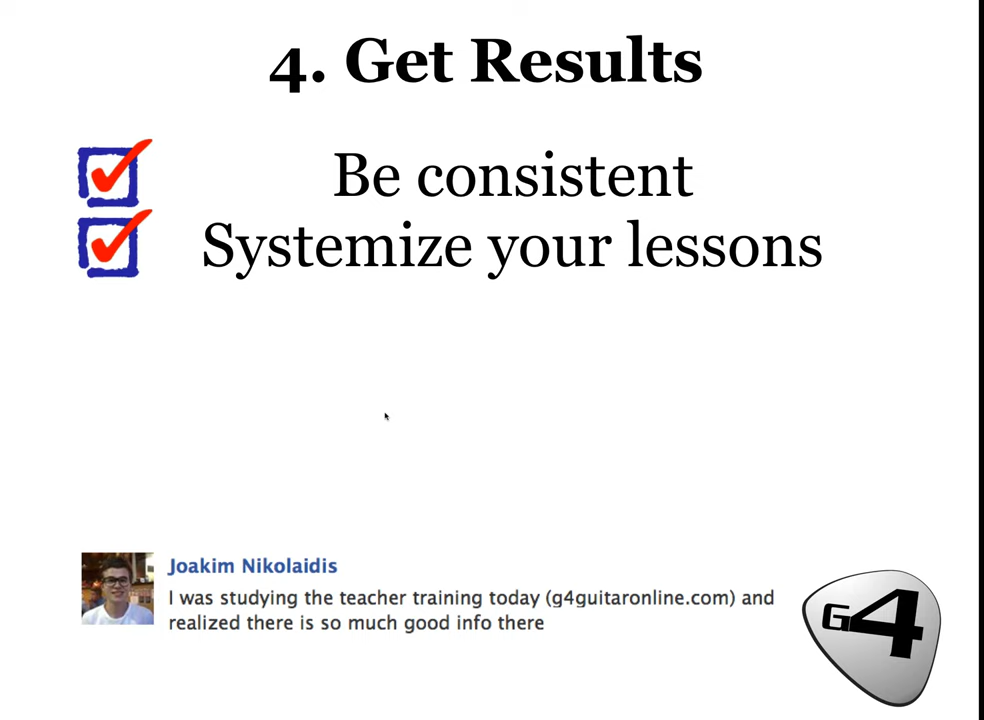 4. Get Results
Be consistent
Systemize your lessons
Joakim Nikolaidis
I was studying the teacher training today (g4guitaronline.com) and
realized there is so much good info there
G4